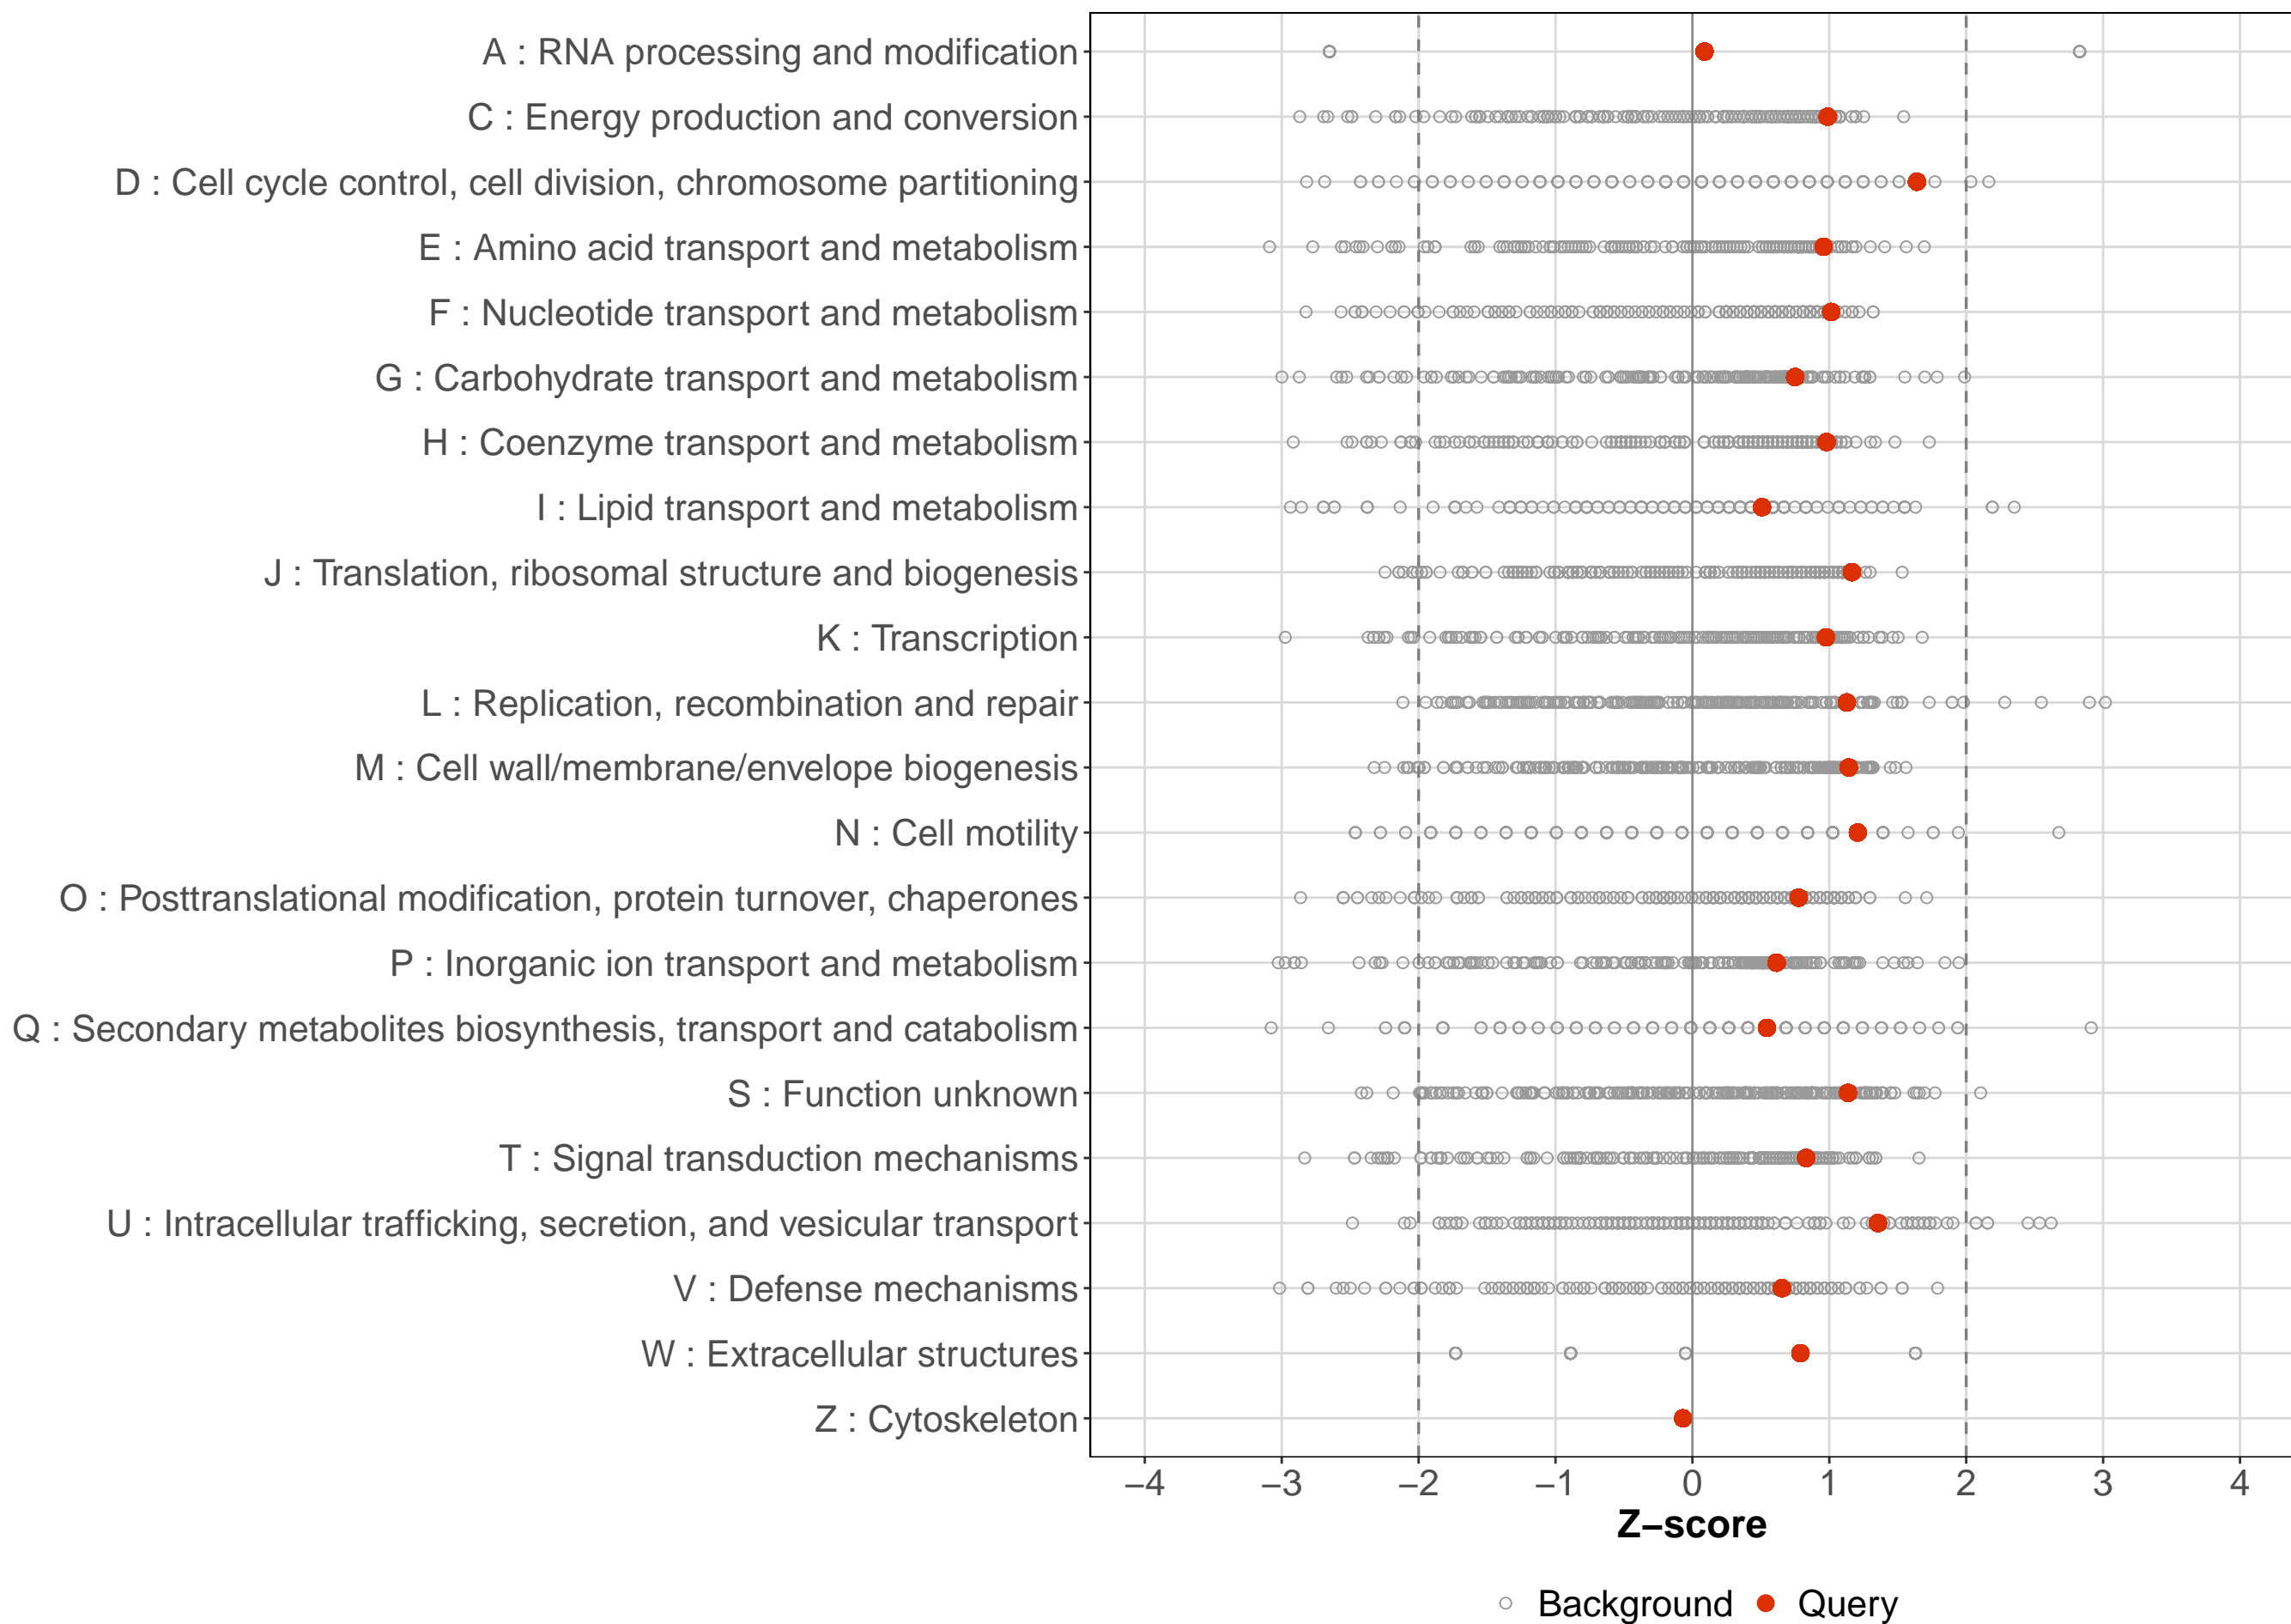 A : RNA processing and modification
C : Energy production and conversion
D : Cell cycle control, cell division, chromosome partitioning
E : Amino acid transport and metabolism
F : Nucleotide transport and metabolism
G : Carbohydrate transport and metabolism
H : Coenzyme transport and metabolism
I : Lipid transport and metabolism
J : Translation, ribosomal structure and biogenesis
K : Transcription
L : Replication, recombination and repair
M : Cell wall/membrane/envelope biogenesis
N : Cell motility
O : Posttranslational modification, protein turnover, chaperones
P : Inorganic ion transport and metabolism
Q : Secondary metabolites biosynthesis, transport and catabolism
S : Function unknown
T : Signal transduction mechanisms
U : Intracellular trafficking, secretion, and vesicular transport
V : Defense mechanisms
W : Extracellular structures
Z : Cytoskeleton
−4 −3 −2 −1 0 1 2 3 4
Z−score
Background Query